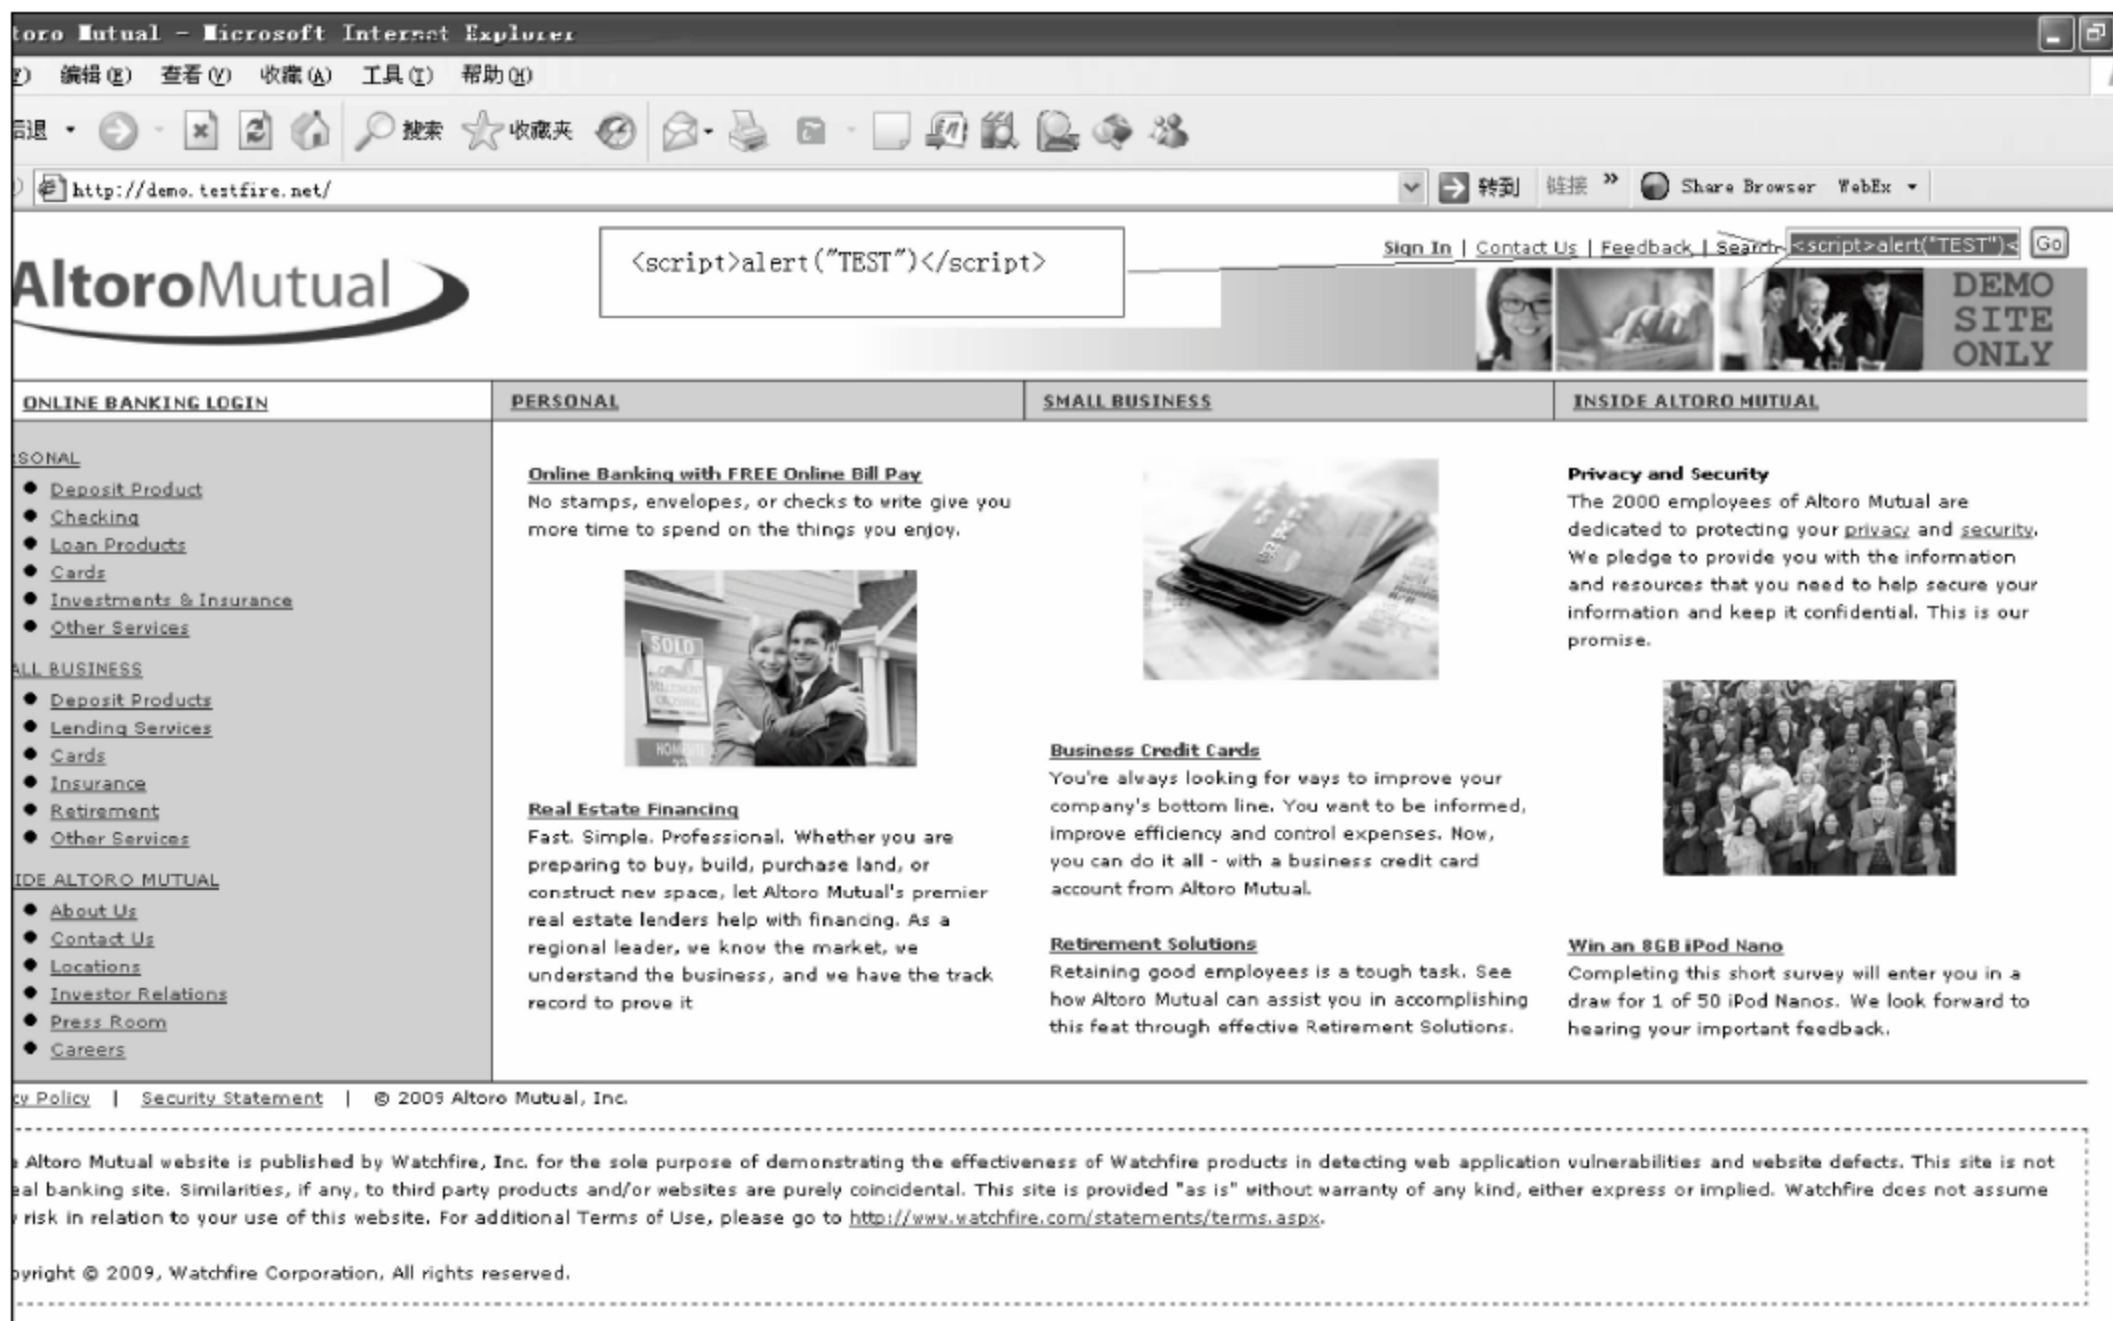 toro Mutual - Microsoft Internet Explorer
编辑(E) 查看(V) 收藏(A) 工具(T) 帮助(H)
后退 搜索 收藏夹
http://demo.testfire.net/ 转到 链接 » Share Browser WebEx
Sign In | Contact Us | Feedback | Search <script>alert("TEST")< Go
<script>alert("TEST")</script>
AltoroMutual
DEMO
SITE
ONLY
ONLINE BANKING LOGIN
PERSONAL
SMALL BUSINESS
INSIDE ALTORO MUTUAL
SONAL
Deposit Product
Checking
Loan Products
Cards
Investments & Insurance
Other Services
ALL BUSINESS
Deposit Products
Lending Services
Cards
Insurance
Retirement
Other Services
IDE ALTORO MUTUAL
About Us
Contact Us
Locations
Investor Relations
Press Room
Careers
Online Banking with FREE Online Bill Pay
No stamps, envelopes, or checks to write give you
more time to spend on the things you enjoy.
SOLD
Real Estate Financing
Fast. Simple. Professional. Whether you are
preparing to buy, build, purchase land, or
construct new space, let Altoro Mutual's premier
real estate lenders help with financing. As a
regional leader, we know the market, we
understand the business, and we have the track
record to prove it
Business Credit Cards
You're always looking for ways to improve your
company's bottom line. You want to be informed,
improve efficiency and control expenses. Now,
you can do it all - with a business credit card
account from Altoro Mutual.
Retirement Solutions
Retaining good employees is a tough task. See
how Altoro Mutual can assist you in accomplishing
this feat through effective Retirement Solutions.
Privacy and Security
The 2000 employees of Altoro Mutual are
dedicated to protecting your privacy and security.
We pledge to provide you with the information
and resources that you need to help secure your
information and keep it confidential. This is our
promise.
Win an 8GB iPod Nano
Completing this short survey will enter you in a
draw for 1 of 50 iPod Nanos. We look forward to
hearing your important feedback.
cy Policy | Security Statement | © 2009 Altoro Mutual, Inc.
e Altoro Mutual website is published by Watchfire, Inc. for the sole purpose of demonstrating the effectiveness of Watchfire products in detecting web application vulnerabilities and website defects. This site is not
eal banking site. Similarities, if any, to third party products and/or websites are purely coincidental. This site is provided "as is" without warranty of any kind, either express or implied. Watchfire does not assume
risk in relation to your use of this website. For additional Terms of Use, please go to http://www.watchfire.com/statements/terms.aspx.
pyright © 2009, Watchfire Corporation, All rights reserved.